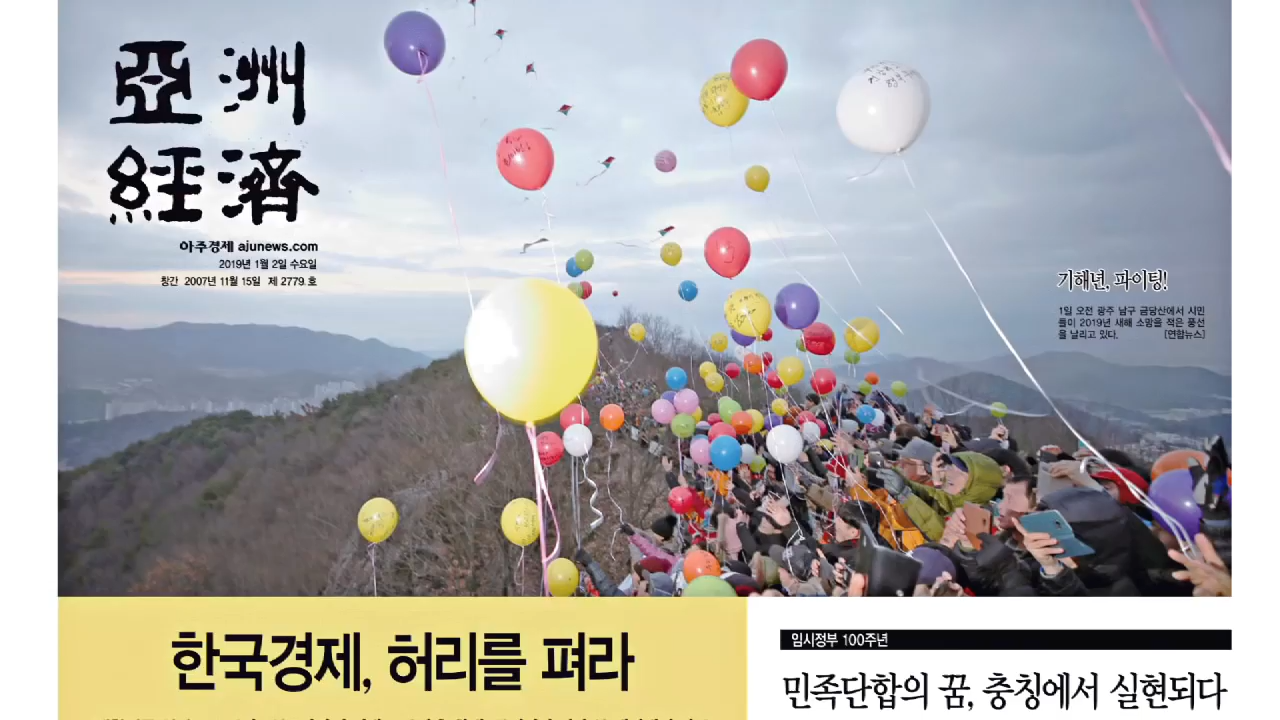 亞洲
經濟
아주경제 ajunews.com
2019년 1월 2일 수요일
창간 2007년 11월 15일 제 2779.호
기해년, 파이팅!
1일 오전 광주 남구 금당산에서 시민
들이 2019년 새해 소망을 적은 풍선
을 날리고 있다. [연합뉴스]
한국경제, 허리를 펴라
임시정부 100주년
민족단합의 꿈, 충칭에서 실현되다